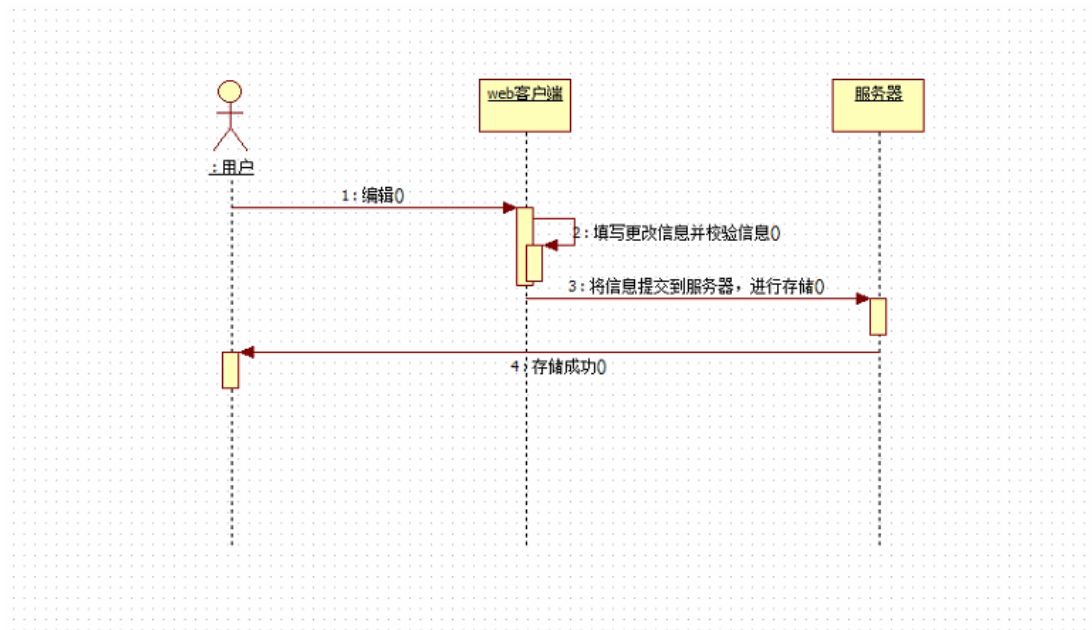 web客户端
服务器
：用户
1：编辑()
2：填写更改信息并校验信息()
3：将信息提交到服务器，进行存储()
4：存储成功()